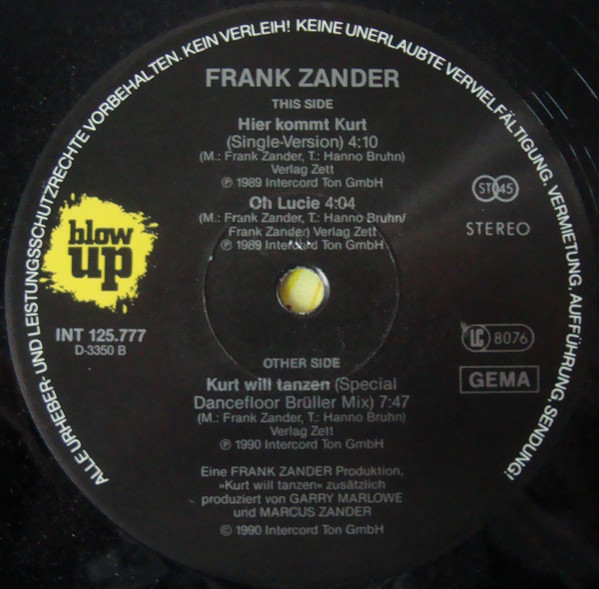 ALLE URHEBER- UND LEISTUNGSSCHUTZRECHTE VORBEHALTEN. KEIN VERLEIH! KEINE UNERLAUBTE VERVIELFÄLTIGUNG, VERMIETUNG, AUFFÜHRUNG, SENDUNG!
FRANK ZANDER
THIS SIDE
Hier kommt Kurt
(Single-Version) 4:10
(M.: Frank Zander, T.: Hanno Bruhn)
Verlag Zett
℗ 1989 Intercord Ton GmbH
Oh Lucie 4:04
(M.: Frank Zander, T.: Hanno Bruhn/
Frank Zander) Verlag Zett
℗ 1989 Intercord Ton GmbH
blow
up
INT 125.777
D-3350 B
ST 45
STEREO
LC 8076
GEMA
OTHER SIDE
Kurt will tanzen (Special
Dancefloor Brüller Mix) 7:47
(M.: Frank Zander, T.: Hanno Bruhn)
Verlag Zett
℗ 1990 Intercord Ton GmbH
Eine FRANK ZANDER Produktion,
»Kurt will tanzen« zusätzlich
produziert von GARRY MARLOWE
und MARCUS ZANDER
© 1990 Intercord Ton GmbH